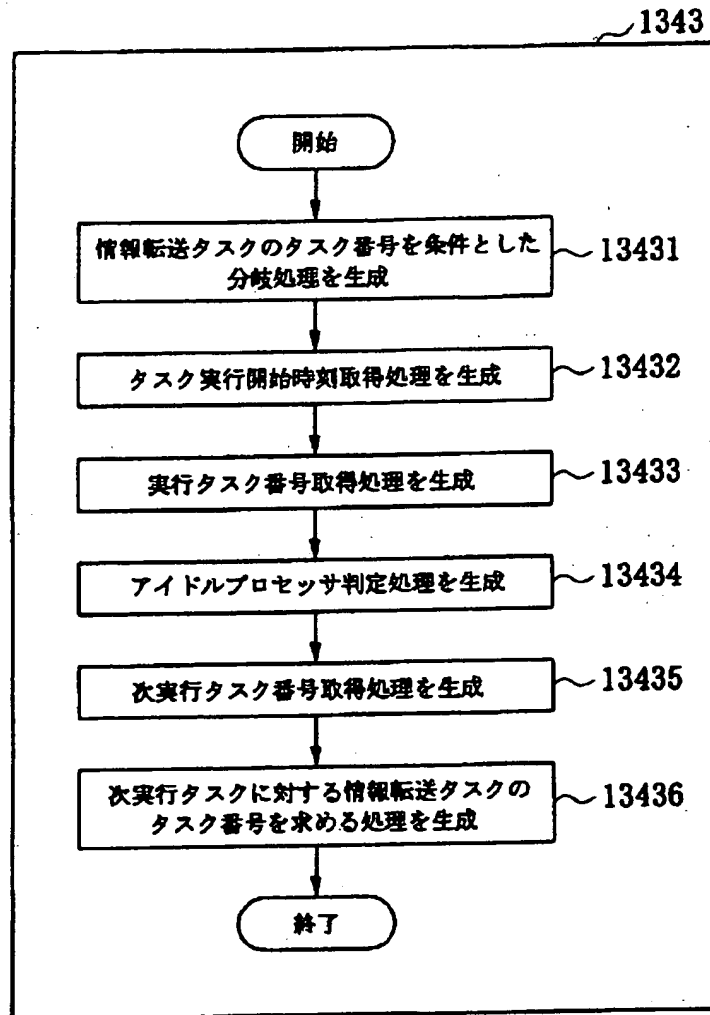 1343
開始
情報転送タスクのタスク番号を条件とした
分岐処理を生成
13431
タスク実行開始時刻取得処理を生成
13432
実行タスク番号取得処理を生成
13433
アイドルプロセッサ判定処理を生成
13434
次実行タスク番号取得処理を生成
13435
次実行タスクに対する情報転送タスクの
タスク番号を求める処理を生成
13436
終了